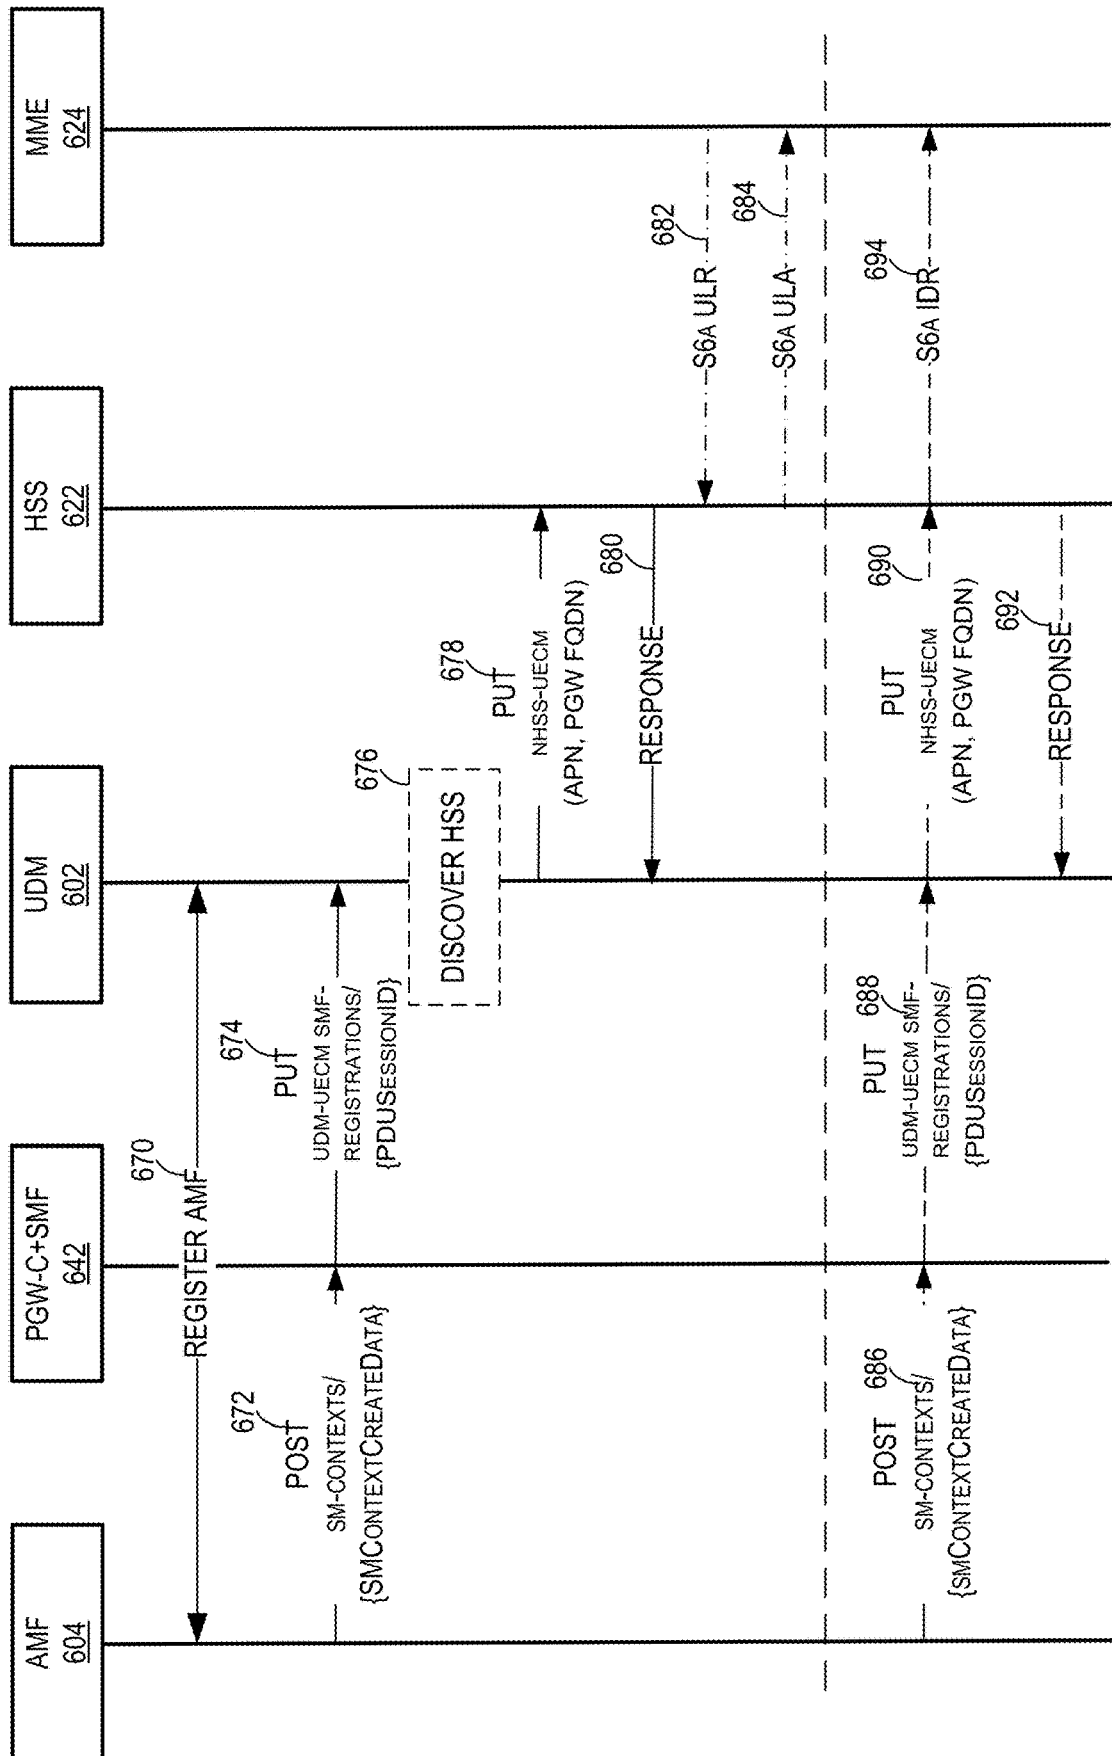 AMF
604
PGW-C+SMF
642
UDM
602
HSS
622
MME
624
670
REGISTER AMF
672
POST
SM-CONTEXTS/
{SMCONTEXTCREATEDATA}
674
PUT
UDM-UECM SMF-
REGISTRATIONS/
{PDUSESSIONID}
676
DISCOVER HSS
678
PUT
NHSS-UECM
(APN, PGW FQDN)
680
RESPONSE
682
S6A ULR
684
S6A ULA
686
POST
SM-CONTEXTS/
{SMCONTEXTCREATEDATA}
688
PUT
UDM-UECM SMF-
REGISTRATIONS/
{PDUSESSIONID}
690
PUT
NHSS-UECM
(APN, PGW FQDN)
694
S6A IDR
692
RESPONSE